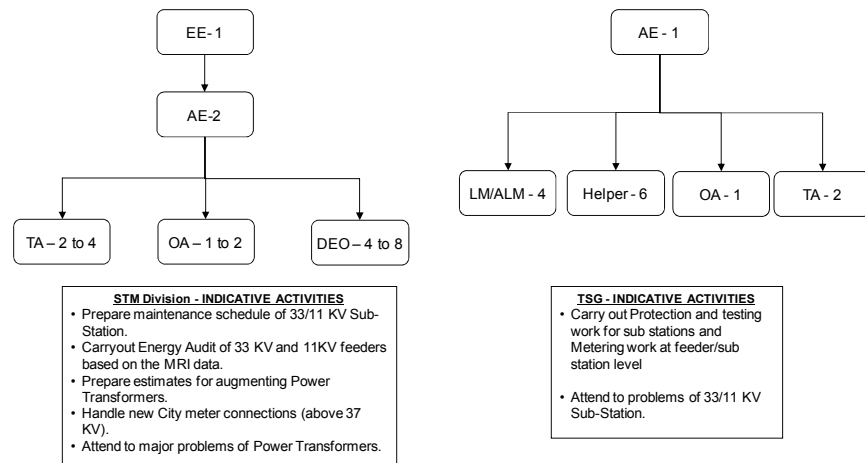 EE- 1
AE-2
TA – 2 to 4
OA – 1 to 2
DEO – 4 to 8
STM Division - INDICATIVE ACTIVITIES
• Prepare maintenance schedule of 33/11 KV Sub-
Station.
• Carryout Energy Audit of 33 KV and 11KV feeders
based on the MRI data.
• Prepare estimates for augmenting Power
Transformers.
• Handle new City meter connections (above 37
KV).
• Attend to major problems of Power Transformers.
AE - 1
LM/ALM - 4
Helper - 6
OA - 1
TA - 2
TSG - INDICATIVE ACTIVITIES
• Carry out Protection and testing
work for sub stations and
Metering work at feeder/sub
station level
• Attend to problems of 33/11 KV
Sub-Station.